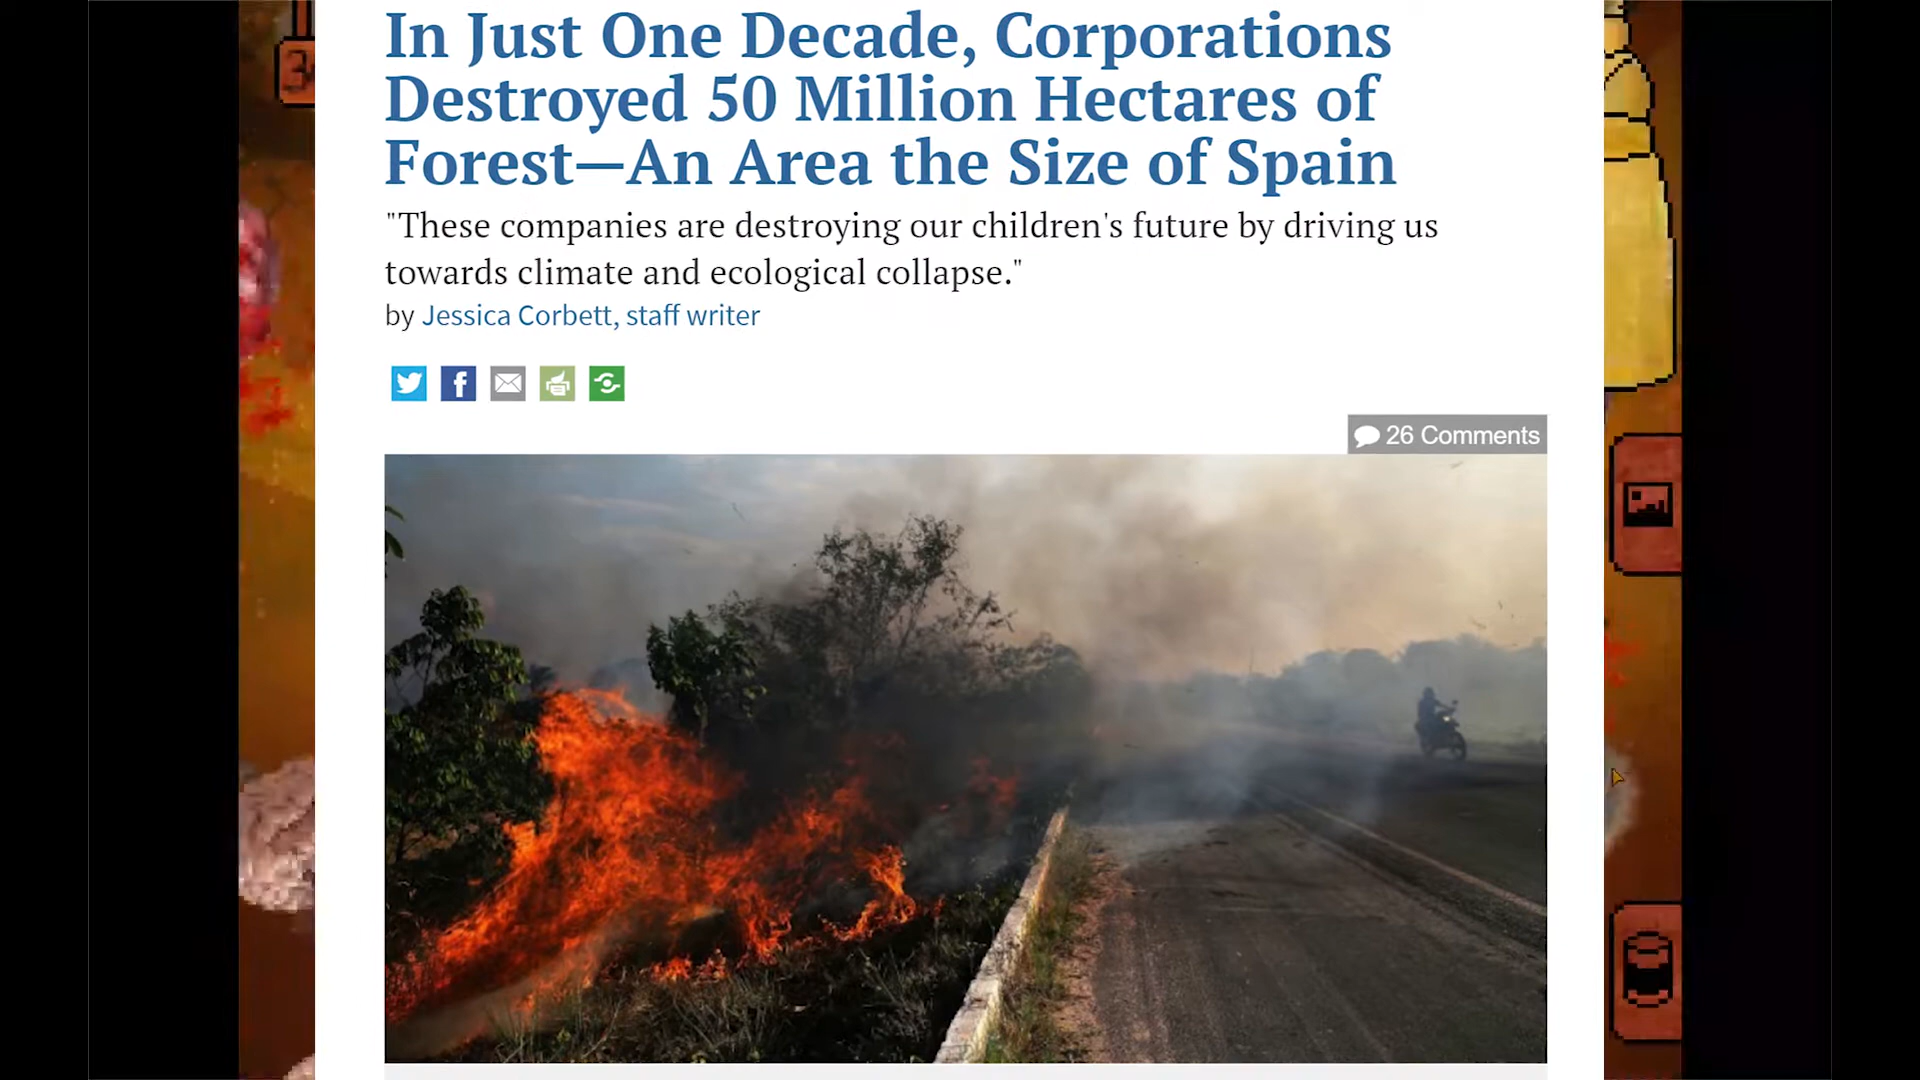 In Just One Decade, Corporations
Destroyed 50 Million Hectares of
Forest—An Area the Size of Spain
"These companies are destroying our children's future by driving us
towards climate and ecological collapse."
by Jessica Corbett, staff writer
26 Comments